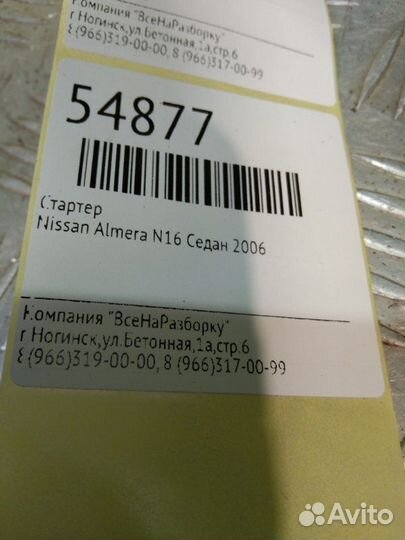 Компания "ВсеНаРазборку"
г Ногинск,ул.Бетонная,1а,стр.6
8 (966)319-00-00, 8 (966)317-00-99
54877
Стартер
Nissan Almera N16 Седан 2006
Компания "ВсеНаРазборку"
г Ногинск,ул.Бетонная,1а,стр.6
8 (966)319-00-00, 8 (966)317-00-99
Avito